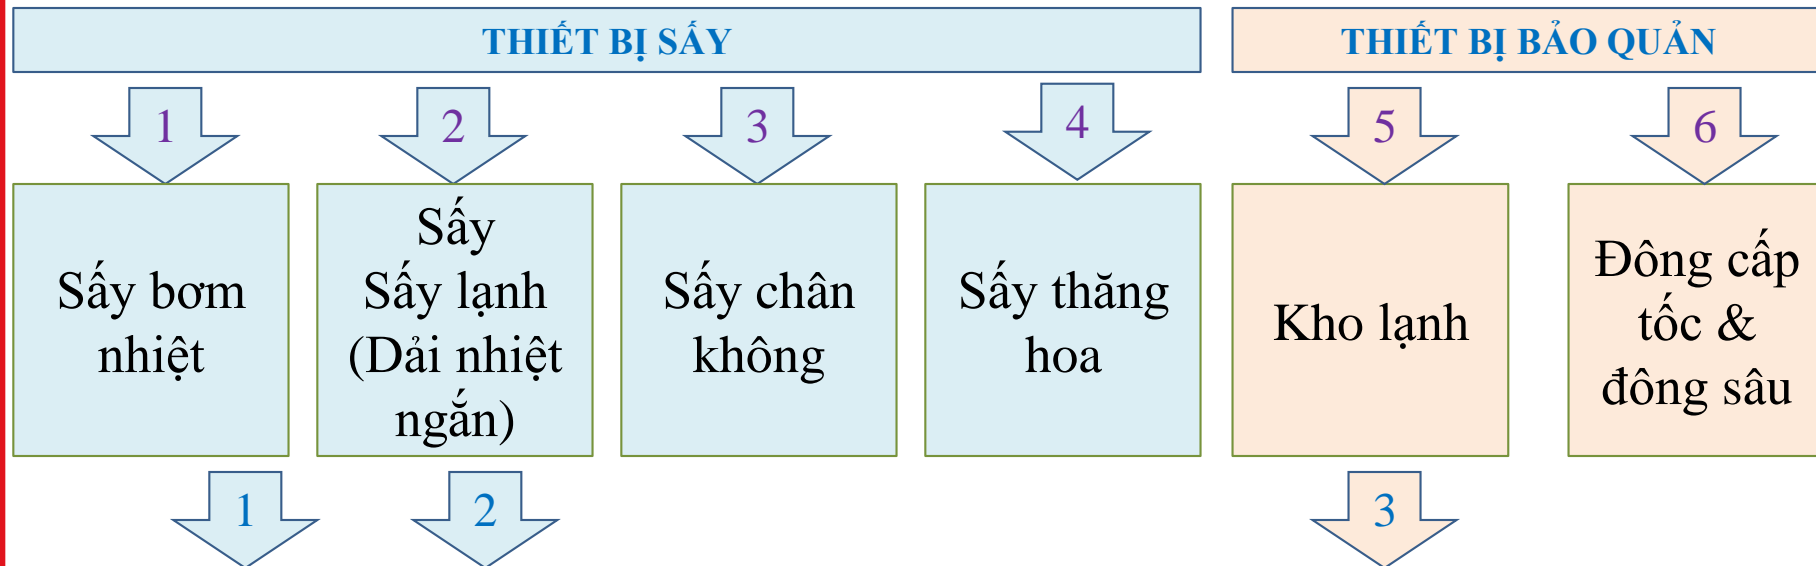 THIẾT BỊ SẤY
THIẾT BỊ BẢO QUẢN
1
2
3
4
5
6
Sấy bơm
nhiệt
Sấy
Sấy lạnh
(Dải nhiệt
ngắn)
Sấy chân
không
Sấy thăng
hoa
Kho lạnh
Đông cấp
tốc &
đông sâu
1
2
3